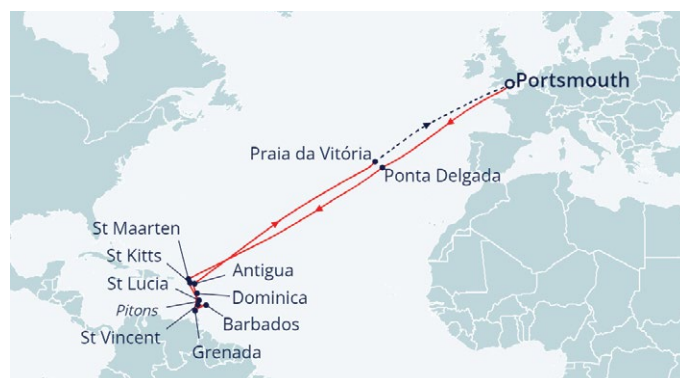 Portsmouth
Praia da Vitória
Ponta Delgada
St Maarten
St Kitts
Antigua
St Lucia
Dominica
Pitons
Barbados
St Vincent
Grenada